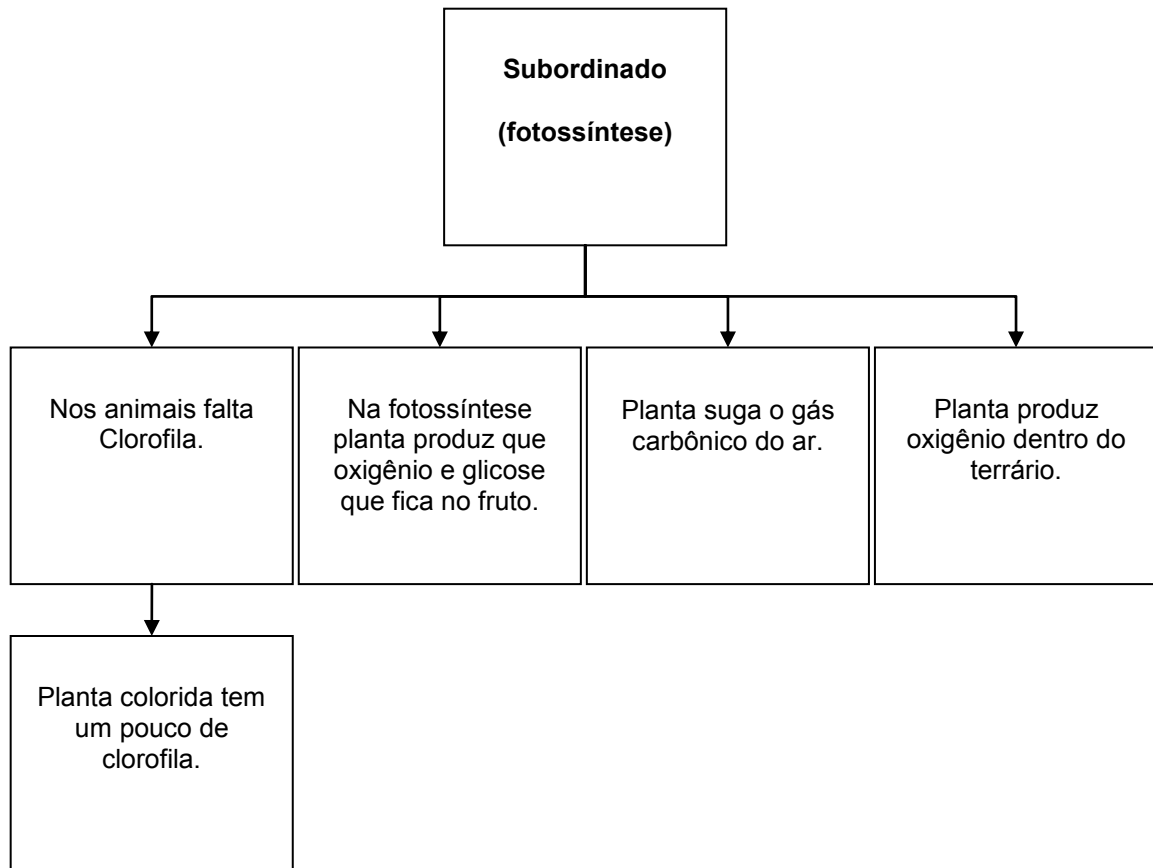 Subordinado
(fotossíntese)
Nos animais falta
Clorofila.
Na fotossíntese
planta produz que
oxigênio e glicose
que fica no fruto.
Planta suga o gás
carbônico do ar.
Planta produz
oxigênio dentro do
terrário.
Planta colorida tem
um pouco de
clorofila.